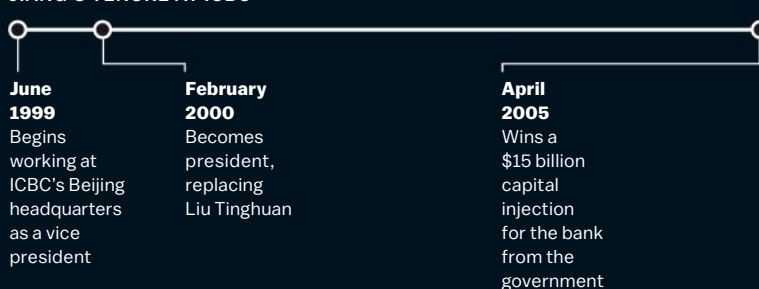 June
1999
Begins
working at
ICBC's Beijing
headquarters
as a vice
president
February
2000
Becomes
president,
replacing
Liu Tinghuan
April
2005
Wins a
$15 billion
capital
injection
for the bank
from the
government